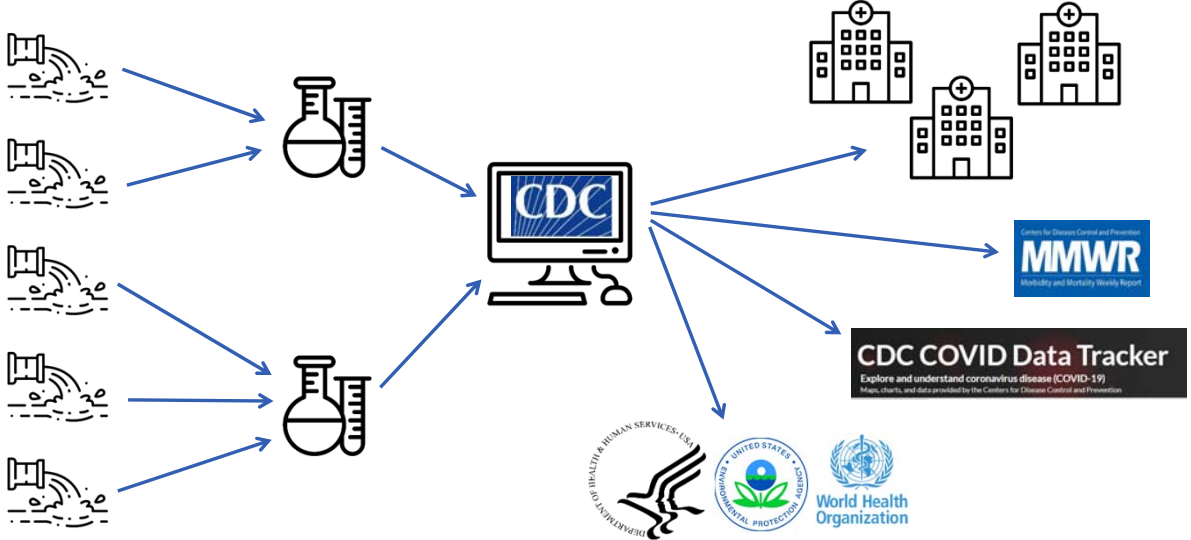 CDC
Centers for Diseases Control and Prevention
MMWR
Morbidity and Mortality Weekly Report
CDC COVID Data Tracker
Explore and understand coronavirus disease (COVID-19)
Maps, charts, and data provided by the Centers for Disease Control and Prevention
DEPARTMENT OF HEALTH & HUMAN SERVICES • USA
UNITED STATES
ENVIRONMENTAL PROTECTION AGENCY
World Health
Organization